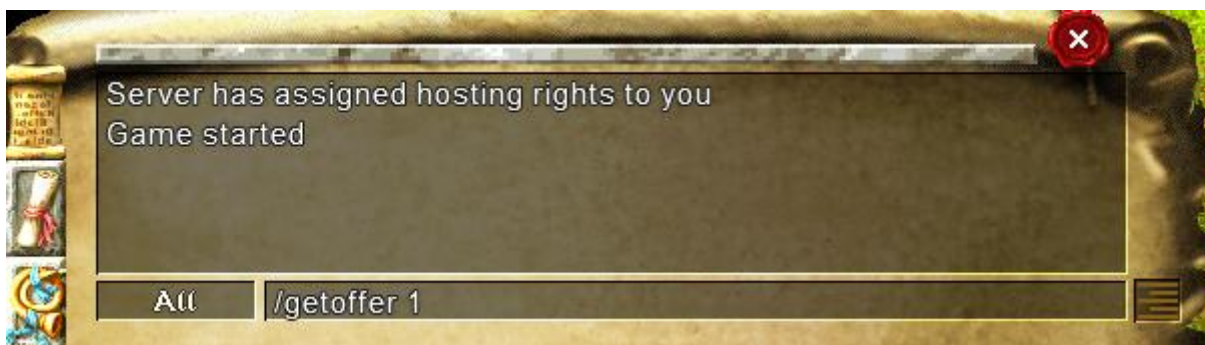 Server has assigned hosting rights to you
Game started
All
/getoffer 1